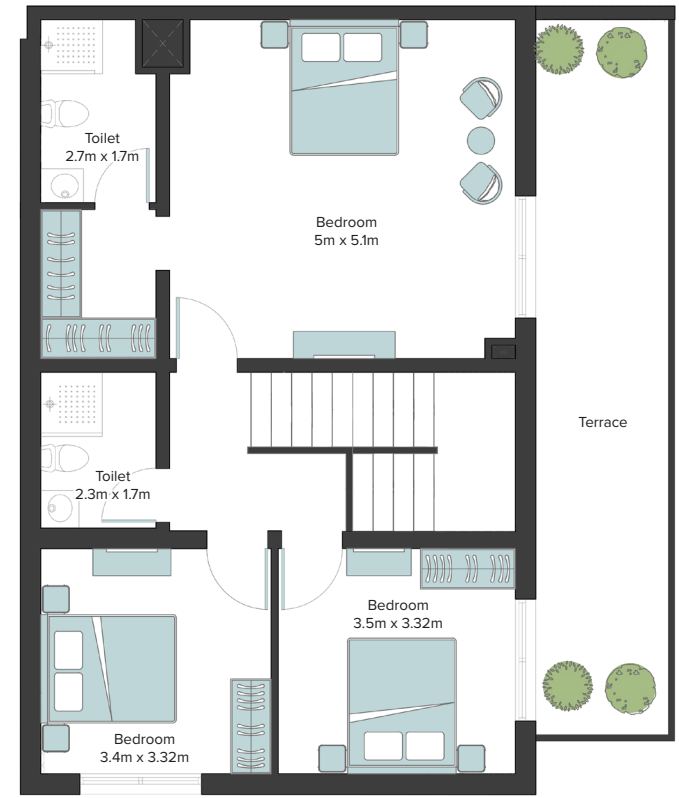 Toilet
2.7m x 1.7m
Bedroom
5m x 5.1m
Terrace
Toilet
2.3m x 1.7m
Bedroom
3.5m x 3.32m
Bedroom
3.4m x 3.32m